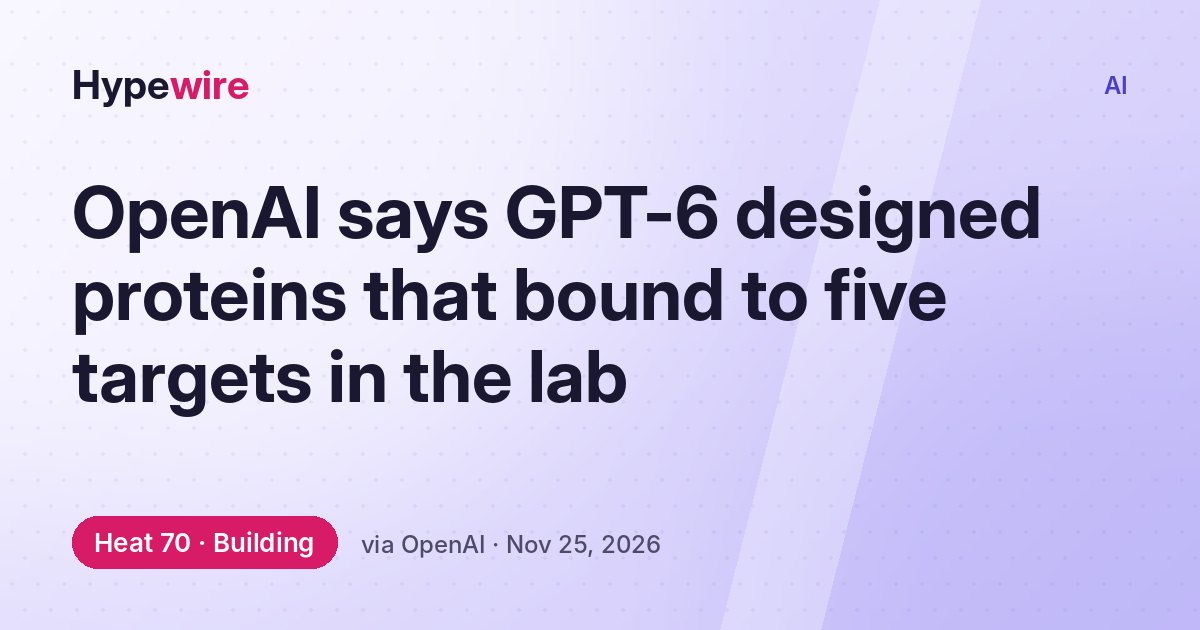 Hypewire
AI
OpenAI says GPT-6 designed
proteins that bound to five
targets in the lab
Heat 70 · Building
via OpenAI · Nov 25, 2026